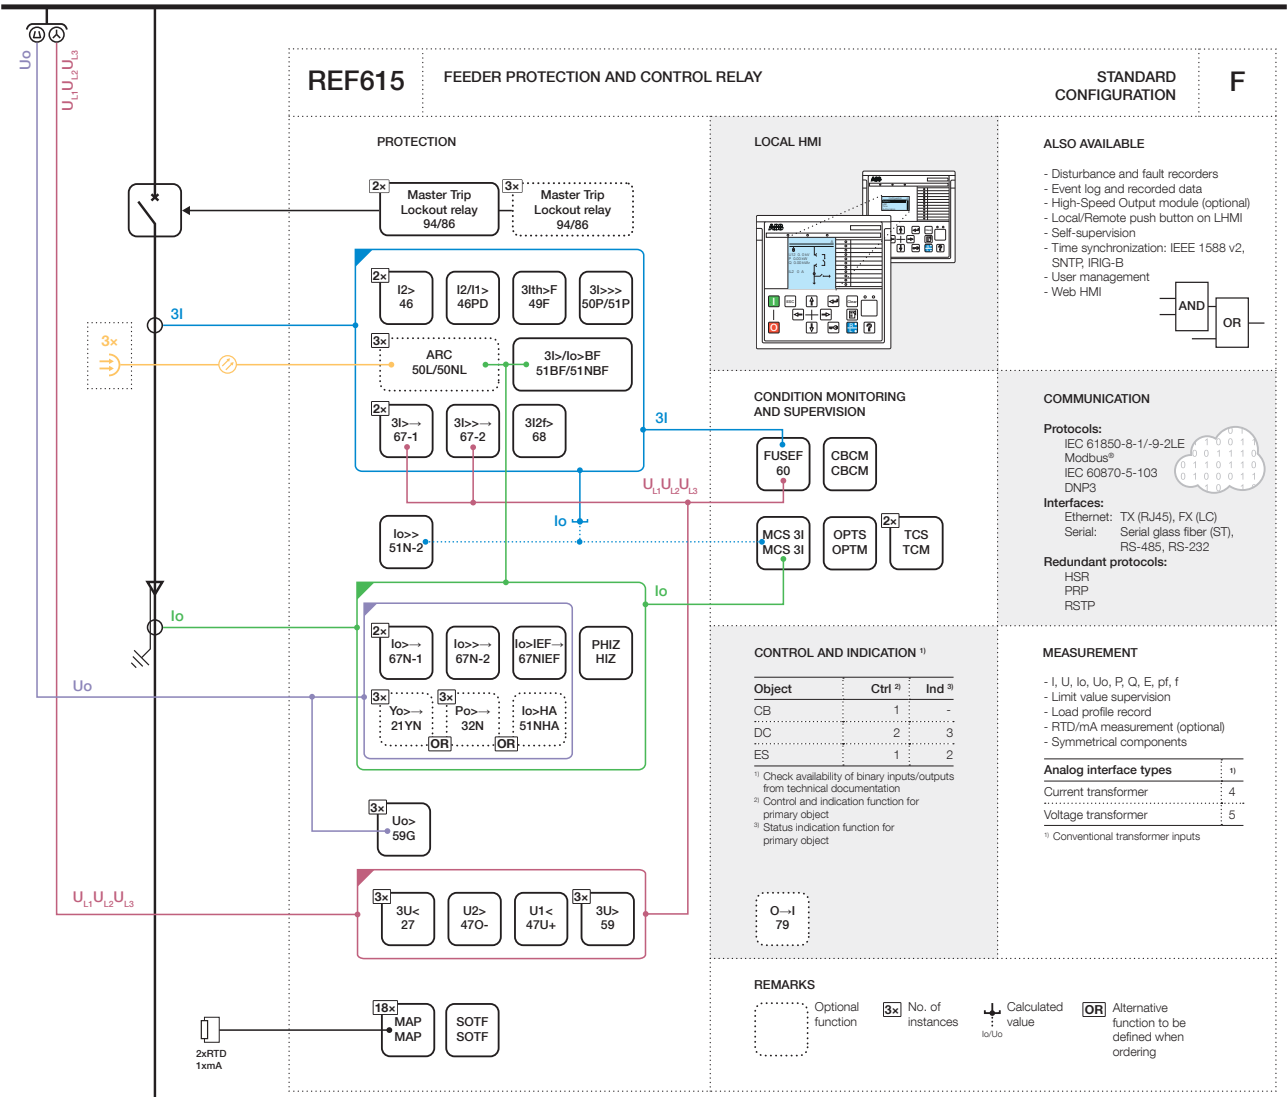 Uo
UL1UL2UL3
REF615
FEEDER PROTECTION AND CONTROL RELAY
STANDARD
CONFIGURATION
F
PROTECTION
2×
Master Trip
Lockout relay
94/86
3×
Master Trip
Lockout relay
94/86
3I
2×
I2>
46
I2/I1>
46PD
3Ith>F
49F
3I>>>
50P/51P
3×
3×
ARC
50L/50NL
3I>/Io>BF
51BF/51NBF
2×
3I>→
67-1
3I>>→
67-2
3I2f>
68
3I
UL1UL2UL3
Io
Io>>
51N-2
Io
Io
2×
Io>→
67N-1
Io>>→
67N-2
Io>IEF→
67NIEF
PHIZ
HIZ
Uo
3×
Yo>→
21YN
OR
3×
Po>→
32N
OR
Io>HA
51NHA
3×
Uo>
59G
UL1UL2UL3
3×
3U<
27
U2>
47O-
U1<
47U+
3×
3U>
59
18×
MAP
MAP
SOTF
SOTF
2xRTD
1xmA
LOCAL HMI
ABB
ABB
CONDITION MONITORING
AND SUPERVISION
FUSEF
60
CBCM
CBCM
MCS 3I
MCS 3I
OPTS
OPTM
2×
TCS
TCM
CONTROL AND INDICATION 1)
Object Ctrl 2) Ind 3)
CB 1 -
DC 2 3
ES 1 2
1) Check availability of binary inputs/outputs
from technical documentation
2) Control and indication function for
primary object
3) Status indication function for
primary object
O→I
79
ALSO AVAILABLE
- Disturbance and fault recorders
- Event log and recorded data
- High-Speed Output module (optional)
- Local/Remote push button on LHMI
- Self-supervision
- Time synchronization: IEEE 1588 v2,
SNTP, IRIG-B
- User management
- Web HMI
AND
OR
COMMUNICATION
Protocols:
IEC 61850-8-1/-9-2LE
Modbus®
IEC 60870-5-103
DNP3
Interfaces:
Ethernet: TX (RJ45), FX (LC)
Serial: Serial glass fiber (ST),
RS-485, RS-232
Redundant protocols:
HSR
PRP
RSTP
MEASUREMENT
- I, U, Io, Uo, P, Q, E, pf, f
- Limit value supervision
- Load profile record
- RTD/mA measurement (optional)
- Symmetrical components
Analog interface types 1)
Current transformer 4
Voltage transformer 5
1) Conventional transformer inputs
REMARKS
Optional
function
3×
No. of
instances
Io/Uo
Calculated
value
OR
Alternative
function to be
defined when
ordering